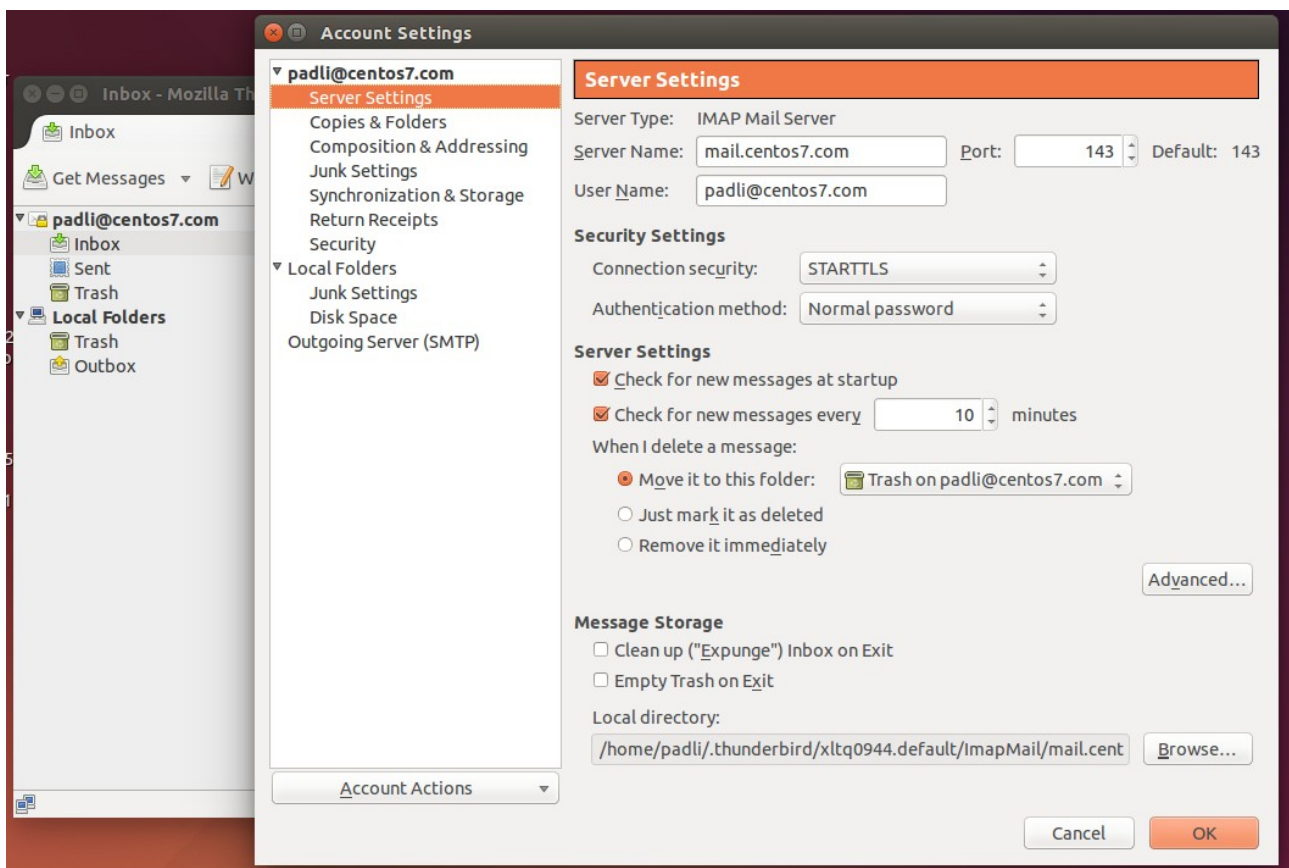 Account Settings
Inbox - Mozilla Th
Inbox
Get Messages
W
padli@centos7.com
Inbox
Sent
Trash
Local Folders
Trash
Outbox
padli@centos7.com
Server Settings
Copies & Folders
Composition & Addressing
Junk Settings
Synchronization & Storage
Return Receipts
Security
Local Folders
Junk Settings
Disk Space
Outgoing Server (SMTP)
Account Actions
Server Settings
Server Type: IMAP Mail Server
Server Name: mail.centos7.com Port: 143 Default: 143
User Name: padli@centos7.com
Security Settings
Connection security: STARTTLS
Authentication method: Normal password
Server Settings
Check for new messages at startup
Check for new messages every 10 minutes
When I delete a message:
Move it to this folder: Trash on padli@centos7.com
Just mark it as deleted
Remove it immediately
Advanced...
Message Storage
Clean up ("Expunge") Inbox on Exit
Empty Trash on Exit
Local directory:
/home/padli/.thunderbird/xltq0944.default/ImapMail/mail.cent Browse...
Cancel OK